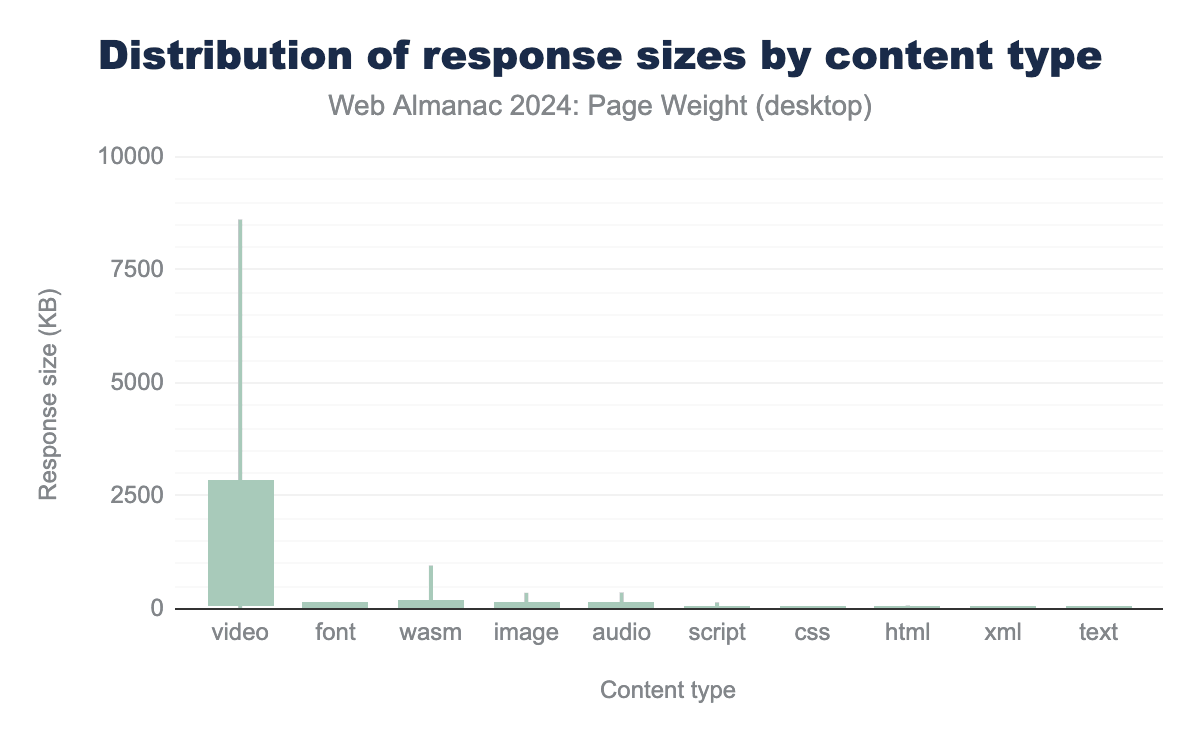 Distribution of response sizes by content type
Web Almanac 2024: Page Weight (desktop)
10000
7500
5000
2500
0
Response size (KB)
video font wasm image audio script css html xml text
Content type